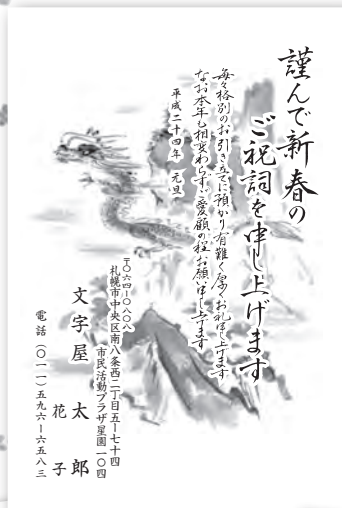 謹んで新春の
ご祝詞を申し上げます
毎々格別のお引き立てに預かり有難く厚くお礼申し上げます
なお本年も相変わらずご愛顧の程お願い申し上げます
平成二十四年 元旦
〒〇六四-〇八〇八
札幌市中央区南八条西二丁目五-七十四
市民活動プラザ星園一〇四
文字屋 太郎
花子
電話(〇一一)五九六-六五八三